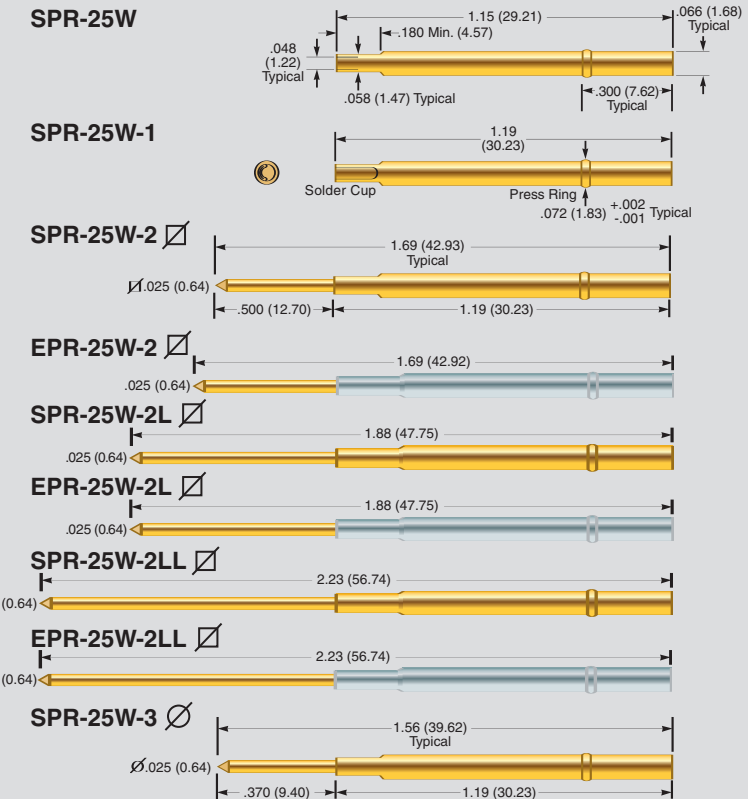 SPR-25W
1.15 (29.21)
.066 (1.68)
Typical
.180 Min. (4.57)
.048
(1.22)
Typical
.058 (1.47) Typical
.300 (7.62)
Typical
SPR-25W-1
1.19
(30.23)
Solder Cup
Press Ring
.072 (1.83) +.002 -.001 Typical
SPR-25W-2
1.69 (42.93)
Typical
.025 (0.64)
.500 (12.70)
1.19 (30.23)
EPR-25W-2
1.69 (42.92)
.025 (0.64)
SPR-25W-2L
1.88 (47.75)
.025 (0.64)
EPR-25W-2L
1.88 (47.75)
.025 (0.64)
SPR-25W-2LL
2.23 (56.74)
(0.64)
EPR-25W-2LL
2.23 (56.74)
(0.64)
SPR-25W-3
1.56 (39.62)
Typical
Ø.025 (0.64)
.370 (9.40)
1.19 (30.23)